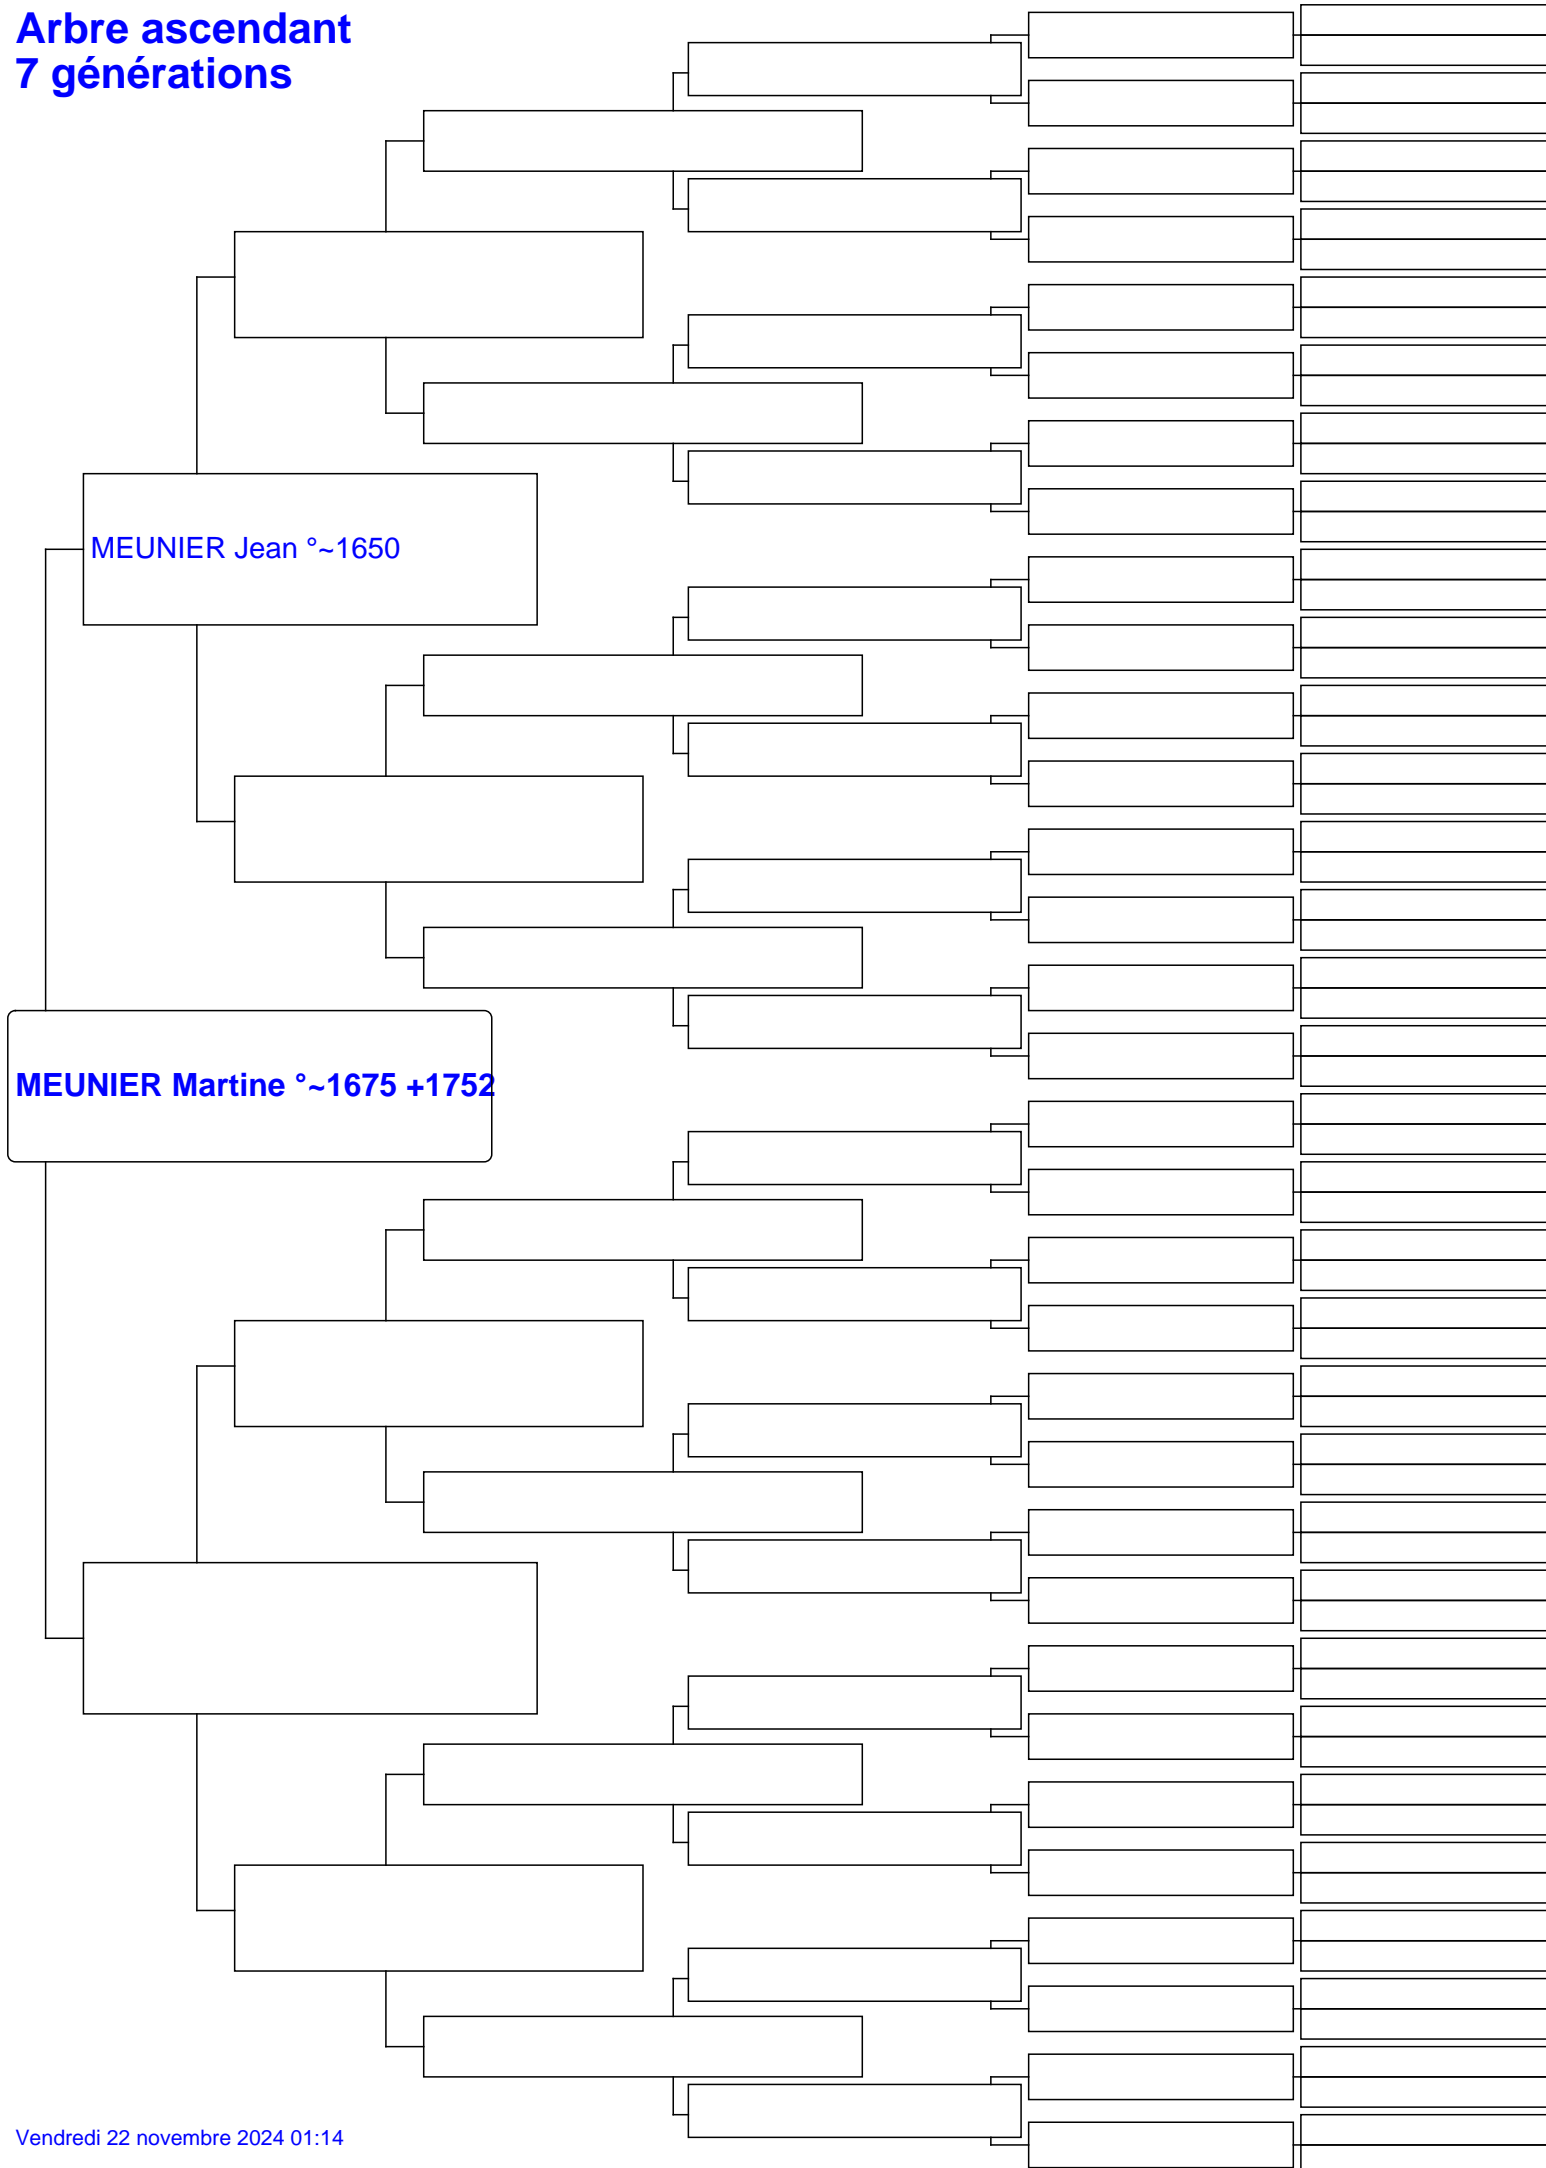 Arbre ascendant
7 générations
MEUNIER Jean °~1650
MEUNIER Martine °~1675 +1752
Vendredi 22 novembre 2024 01:14